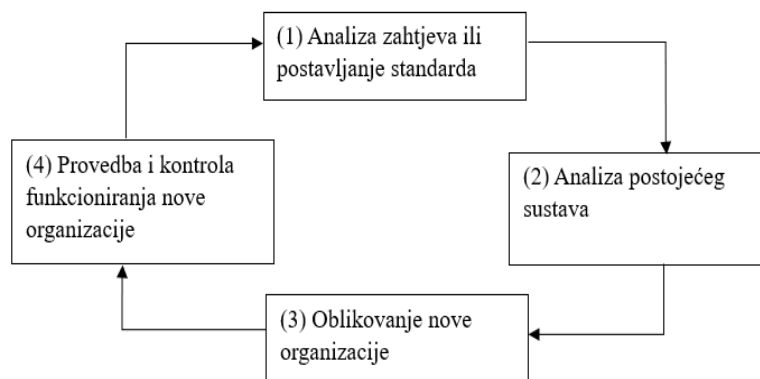 (1) Analiza zahtjeva ili
postavljanje standarda
(2) Analiza postojećeg
sustava
(3) Oblikovanje nove
organizacije
(4) Provedba i kontrola
funkcioniranja nove
organizacije